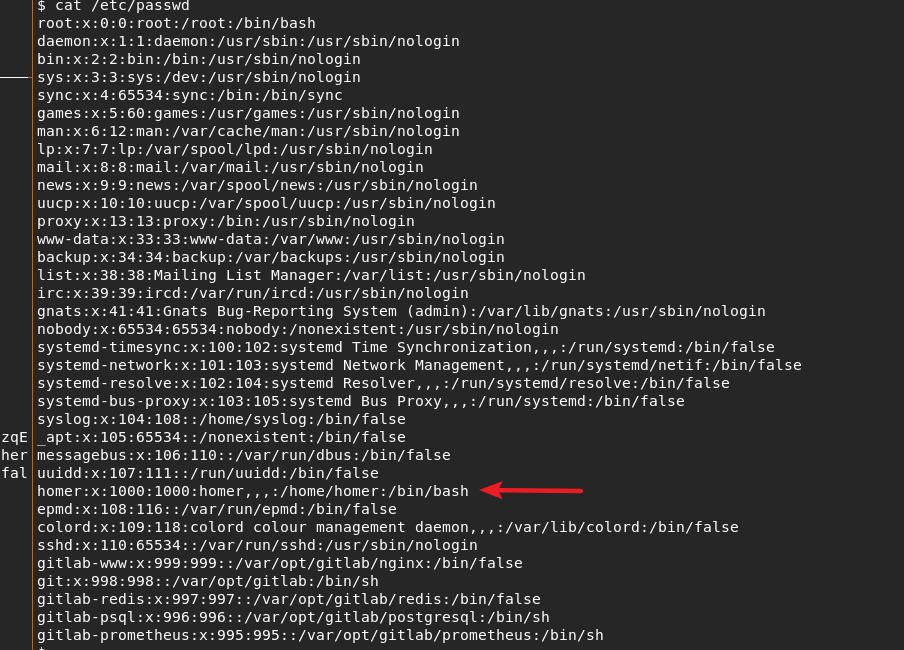 $ cat /etc/passwd
root:x:0:0:root:/root:/bin/bash
daemon:x:1:1:daemon:/usr/sbin:/usr/sbin/nologin
bin:x:2:2:bin:/bin:/usr/sbin/nologin
sys:x:3:3:sys:/dev:/usr/sbin/nologin
sync:x:4:65534:sync:/bin:/bin/sync
games:x:5:60:games:/usr/games:/usr/sbin/nologin
man:x:6:12:man:/var/cache/man:/usr/sbin/nologin
lp:x:7:7:lp:/var/spool/lpd:/usr/sbin/nologin
mail:x:8:8:mail:/var/mail:/usr/sbin/nologin
news:x:9:9:news:/var/spool/news:/usr/sbin/nologin
uucp:x:10:10:uucp:/var/spool/uucp:/usr/sbin/nologin
proxy:x:13:13:proxy:/bin:/usr/sbin/nologin
www-data:x:33:33:www-data:/var/www:/usr/sbin/nologin
backup:x:34:34:backup:/var/backups:/usr/sbin/nologin
list:x:38:38:Mailing List Manager:/var/list:/usr/sbin/nologin
irc:x:39:39:ircd:/var/run/ircd:/usr/sbin/nologin
gnats:x:41:41:Gnats Bug-Reporting System (admin):/var/lib/gnats:/usr/sbin/nologin
nobody:x:65534:65534:nobody:/nonexistent:/usr/sbin/nologin
systemd-timesync:x:100:102:systemd Time Synchronization,,,:/run/systemd:/bin/false
systemd-network:x:101:103:systemd Network Management,,,:/run/systemd/netif:/bin/false
systemd-resolve:x:102:104:systemd Resolver,,,:/run/systemd/resolve:/bin/false
systemd-bus-proxy:x:103:105:systemd Bus Proxy,,,:/run/systemd:/bin/false
syslog:x:104:108::/home/syslog:/bin/false
zqE _apt:x:105:65534::/nonexistent:/bin/false
her messagebus:x:106:110::/var/run/dbus:/bin/false
fal uuidd:x:107:111::/run/uuidd:/bin/false
homer:x:1000:1000:homer,,,:/home/homer:/bin/bash
epmd:x:108:116::/var/run/epmd:/bin/false
colord:x:109:118:colord colour management daemon,,,:/var/lib/colord:/bin/false
sshd:x:110:65534::/var/run/sshd:/usr/sbin/nologin
gitlab-www:x:999:999::/var/opt/gitlab/nginx:/bin/false
git:x:998:998::/var/opt/gitlab:/bin/sh
gitlab-redis:x:997:997::/var/opt/gitlab/redis:/bin/false
gitlab-psql:x:996:996::/var/opt/gitlab/postgresql:/bin/sh
gitlab-prometheus:x:995:995::/var/opt/gitlab/prometheus:/bin/sh